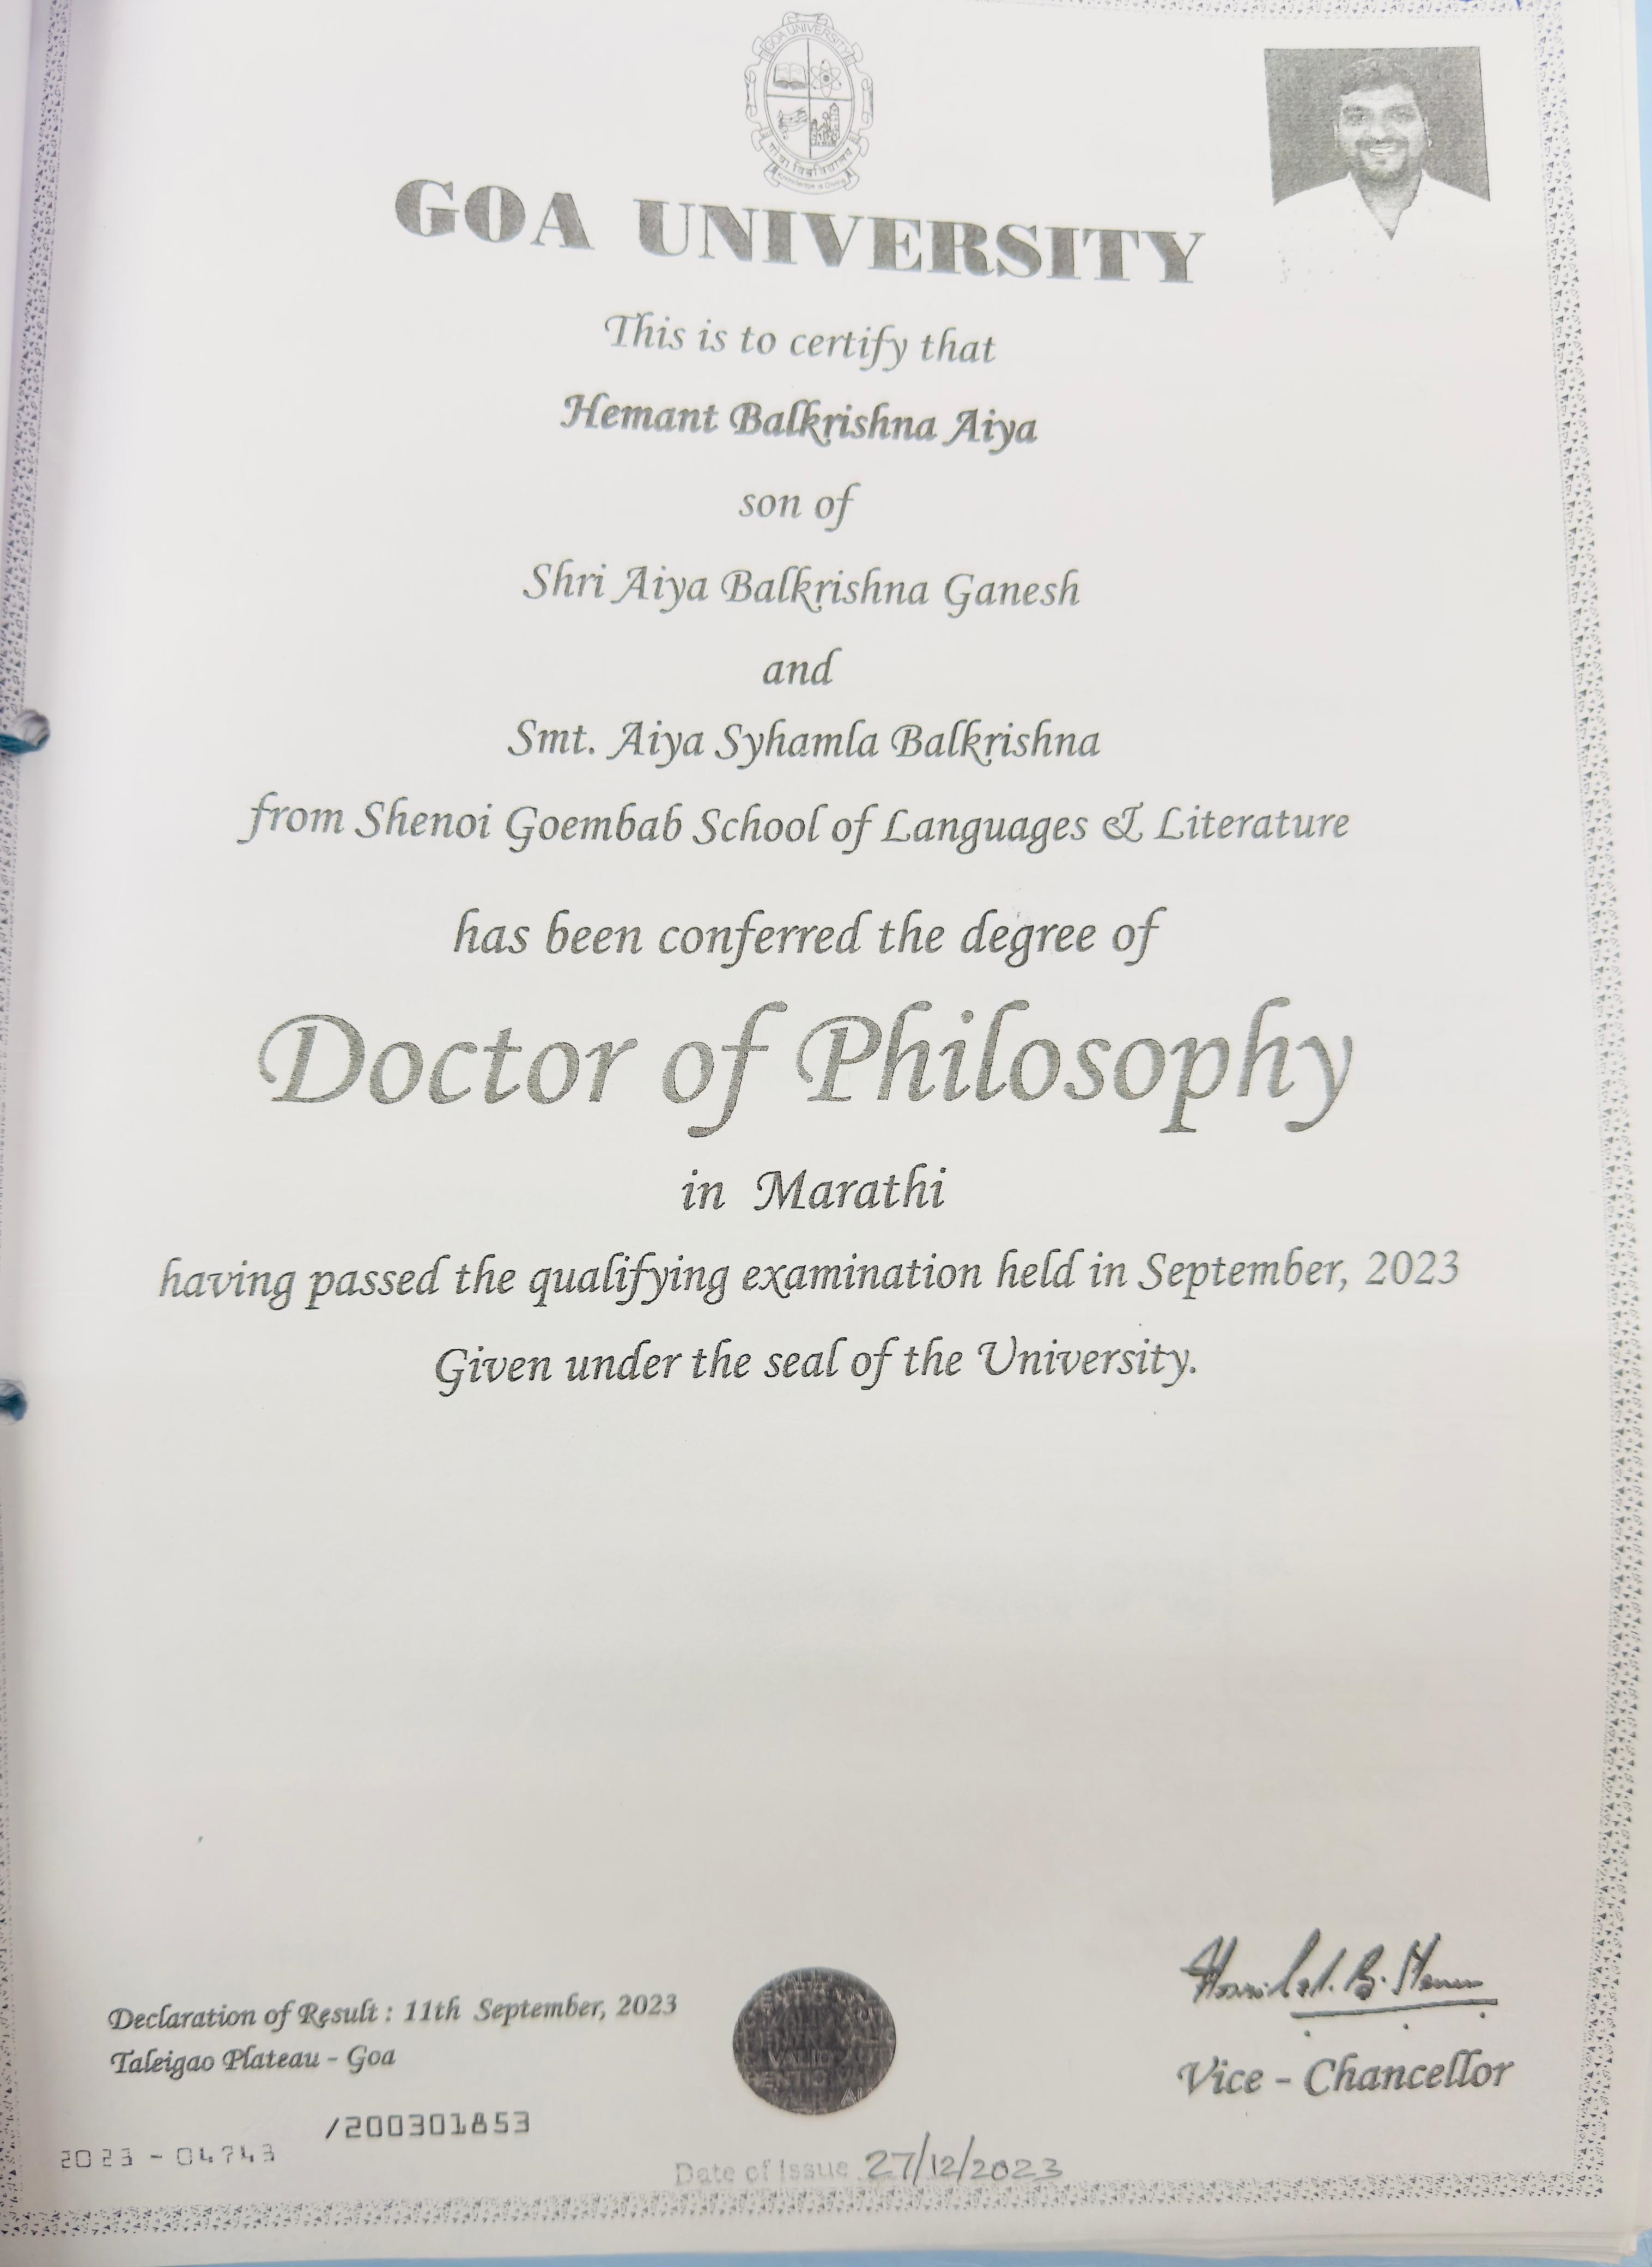 GOA UNIVERSITY
GOA UNIVERSITY
This is to certify that
Hemant Balkrishna Aiya
son of
Shri Aiya Balkrishna Ganesh
and
Smt. Aiya Syhamla Balkrishna
from Shenoi Goembab School of Languages & Literature
has been conferred the degree of
Doctor of Philosophy
in Marathi
having passed the qualifying examination held in September, 2023
Given under the seal of the University.
Declaration of Result : 11th September, 2023
Taleigao Plateau - Goa
Vice - Chancellor
/200301853
2023 - 04743
Date of Issue 27/12/2023